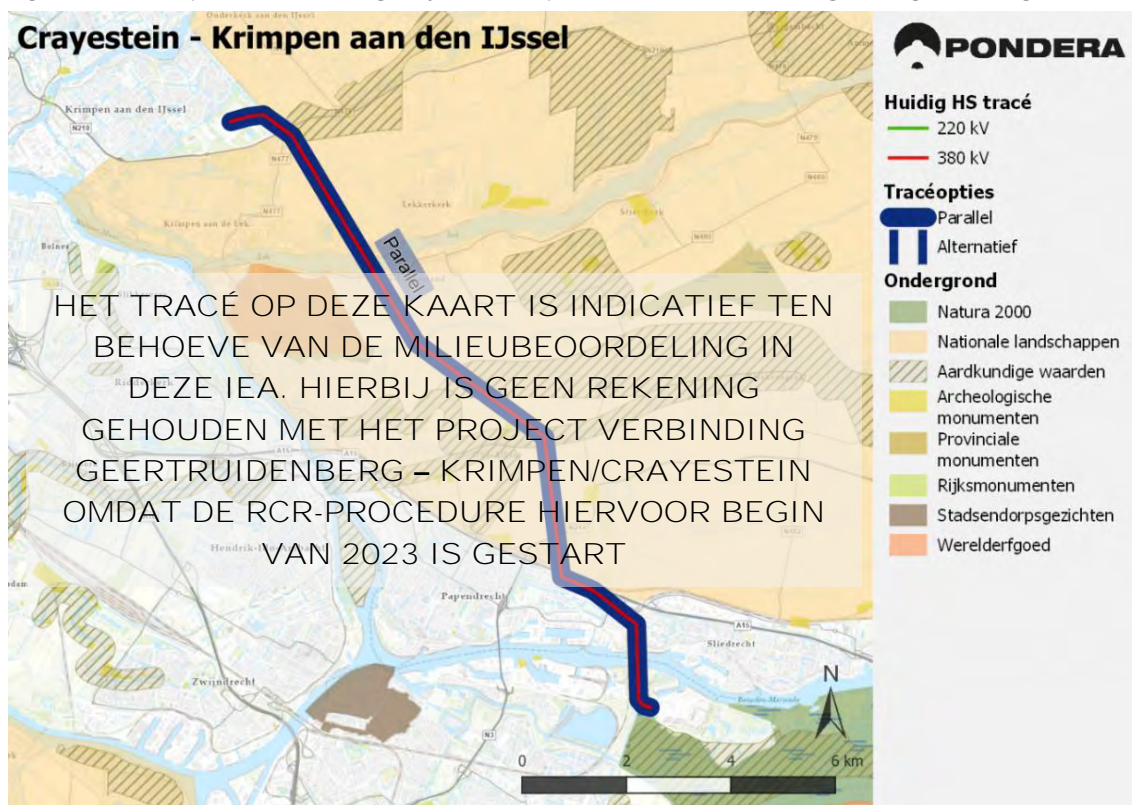 Crayestein - Krimpen aan den IJssel
PONDERA
Huidig HS tracé
220 kV
380 kV
Tracéopties
Parallel
Alternatief
Ondergrond
Natura 2000
Nationale landschappen
Aardkundige waarden
Archeologische
monumenten
Provinciale
monumenten
Rijksmonumenten
Stadsendorpsgezichten
Werelderfgoed
Krimpen aan den IJssel
N210
N477
N479
N480
Lekkerkerk
N477
Krimpen aan de Lek
Lek
Parallel
HET TRACÉ OP DEZE KAART IS INDICATIEF TEN
BEHOEVE VAN DE MILIEUBEOORDELING IN
DEZE IEA. HIERBIJ IS GEEN REKENING
GEHOUDEN MET HET PROJECT VERBINDING
GEERTRUIDENBERG – KRIMPEN/CRAYESTEIN
OMDAT DE RCR-PROCEDURE HIERVOOR BEGIN
VAN 2023 IS GESTART
Papendrecht
A15
Sliedrecht
Zwijndrecht
N3
N
0 2 4 6 km